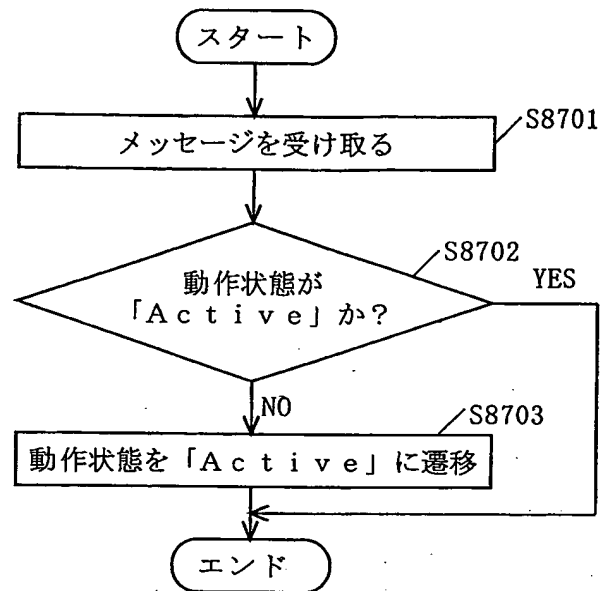 スタート
S8701
メッセージを受け取る
S8702
YES
動作状態が
「Active」か?
NO
S8703
動作状態を「Active」に遷移
エンド